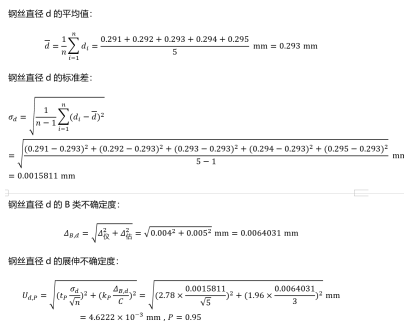 钢丝直径 d 的平均值：
d̅ = 1/n ∑_{i=1}^{n} d_i = (0.291 + 0.292 + 0.293 + 0.294 + 0.295)/5 mm = 0.293 mm
钢丝直径 d 的标准差：
σ_d = √(1/(n − 1) ∑_{i=1}^{n} (d_i − d̅)²)
= √(((0.291 − 0.293)² + (0.292 − 0.293)² + (0.293 − 0.293)² + (0.294 − 0.293)² + (0.295 − 0.293)²)/(5 − 1)) mm
= 0.0015811 mm
钢丝直径 d 的 B 类不确定度：
Δ_{B,d} = √(Δ²_仪 + Δ²_估) = √(0.004² + 0.005²) mm = 0.0064031 mm
钢丝直径 d 的展伸不确定度：
U_{d,P} = √((t_P σ_d/√n)² + (k_P Δ_{B,d}/C)²) = √((2.78 × 0.0015811/√5)² + (1.96 × 0.0064031/3)²) mm
= 4.6222 × 10⁻³ mm , P = 0.95